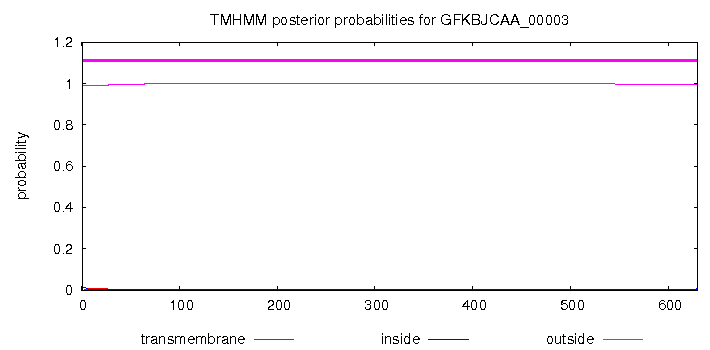 TMHMM posterior probabilities for GFKBJCAA_00003
1.2
1
0.8
0.6
0.4
0.2
0
probability
0 100 200 300 400 500 600
transmembrane inside outside